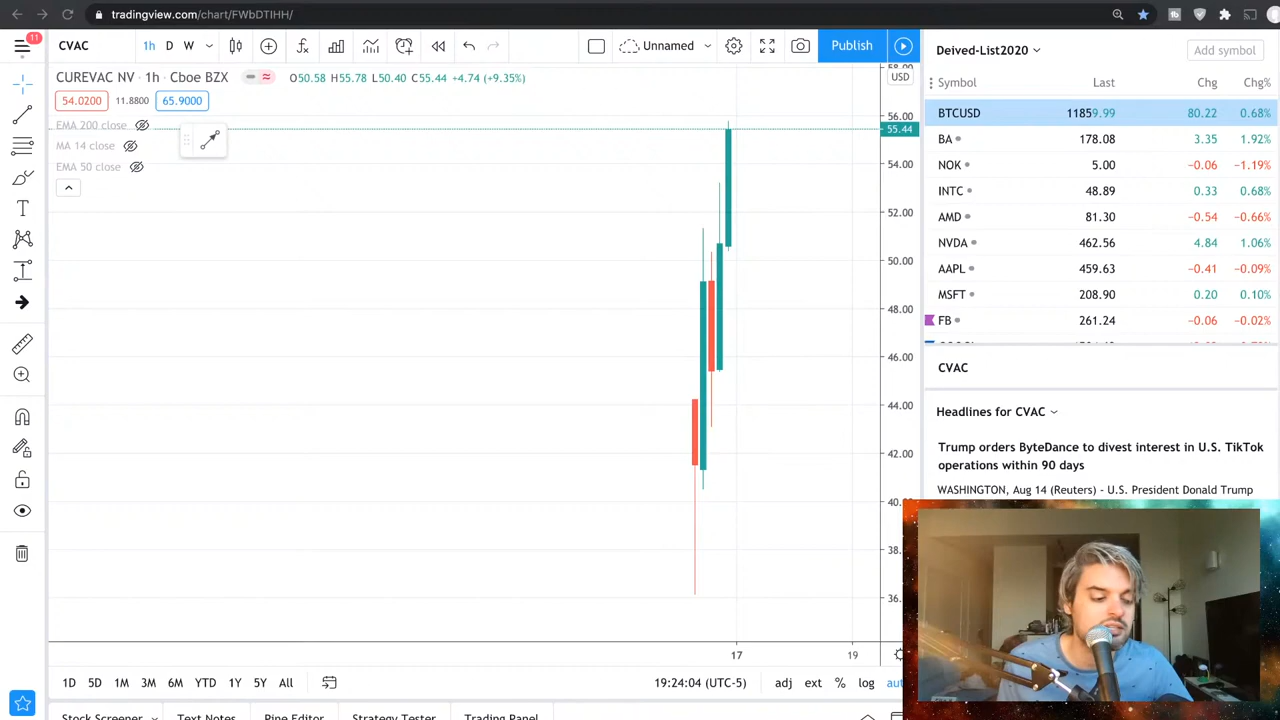 tradingview.com/chart/FWbDTIHH/
11
CVAC
1h D W
Unnamed
Publish
Deived-List2020
Add symbol
CUREVAC NV • 1h • Cboe BZX
O50.58 H55.78 L50.40 C55.44 +4.74 (+9.35%)
54.0200 11.8800 65.9000
EMA 200 close
MA 14 close
EMA 50 close
58.00
USD
56.00
55.44
54.00
52.00
50.00
48.00
46.00
44.00
42.00
40.
38.
36.
17
19
1D 5D 1M 3M 6M YTD 1Y 5Y All
19:24:04 (UTC-5)
adj ext % log
Stock Screener
Text Notes
Pine Editor
Strategy Tester
Trading Panel
Symbol Last Chg Chg%
BTCUSD 11859.99 80.22 0.68%
BA 178.08 3.35 1.92%
NOK 5.00 −0.06 −1.19%
INTC 48.89 0.33 0.68%
AMD 81.30 −0.54 −0.66%
NVDA 462.56 4.84 1.06%
AAPL 459.63 −0.41 −0.09%
MSFT 208.90 0.20 0.10%
FB 261.24 −0.06 −0.02%
CVAC
Headlines for CVAC
Trump orders ByteDance to divest interest in U.S. TikTok
operations within 90 days
WASHINGTON, Aug 14 (Reuters) - U.S. President Donald Trump